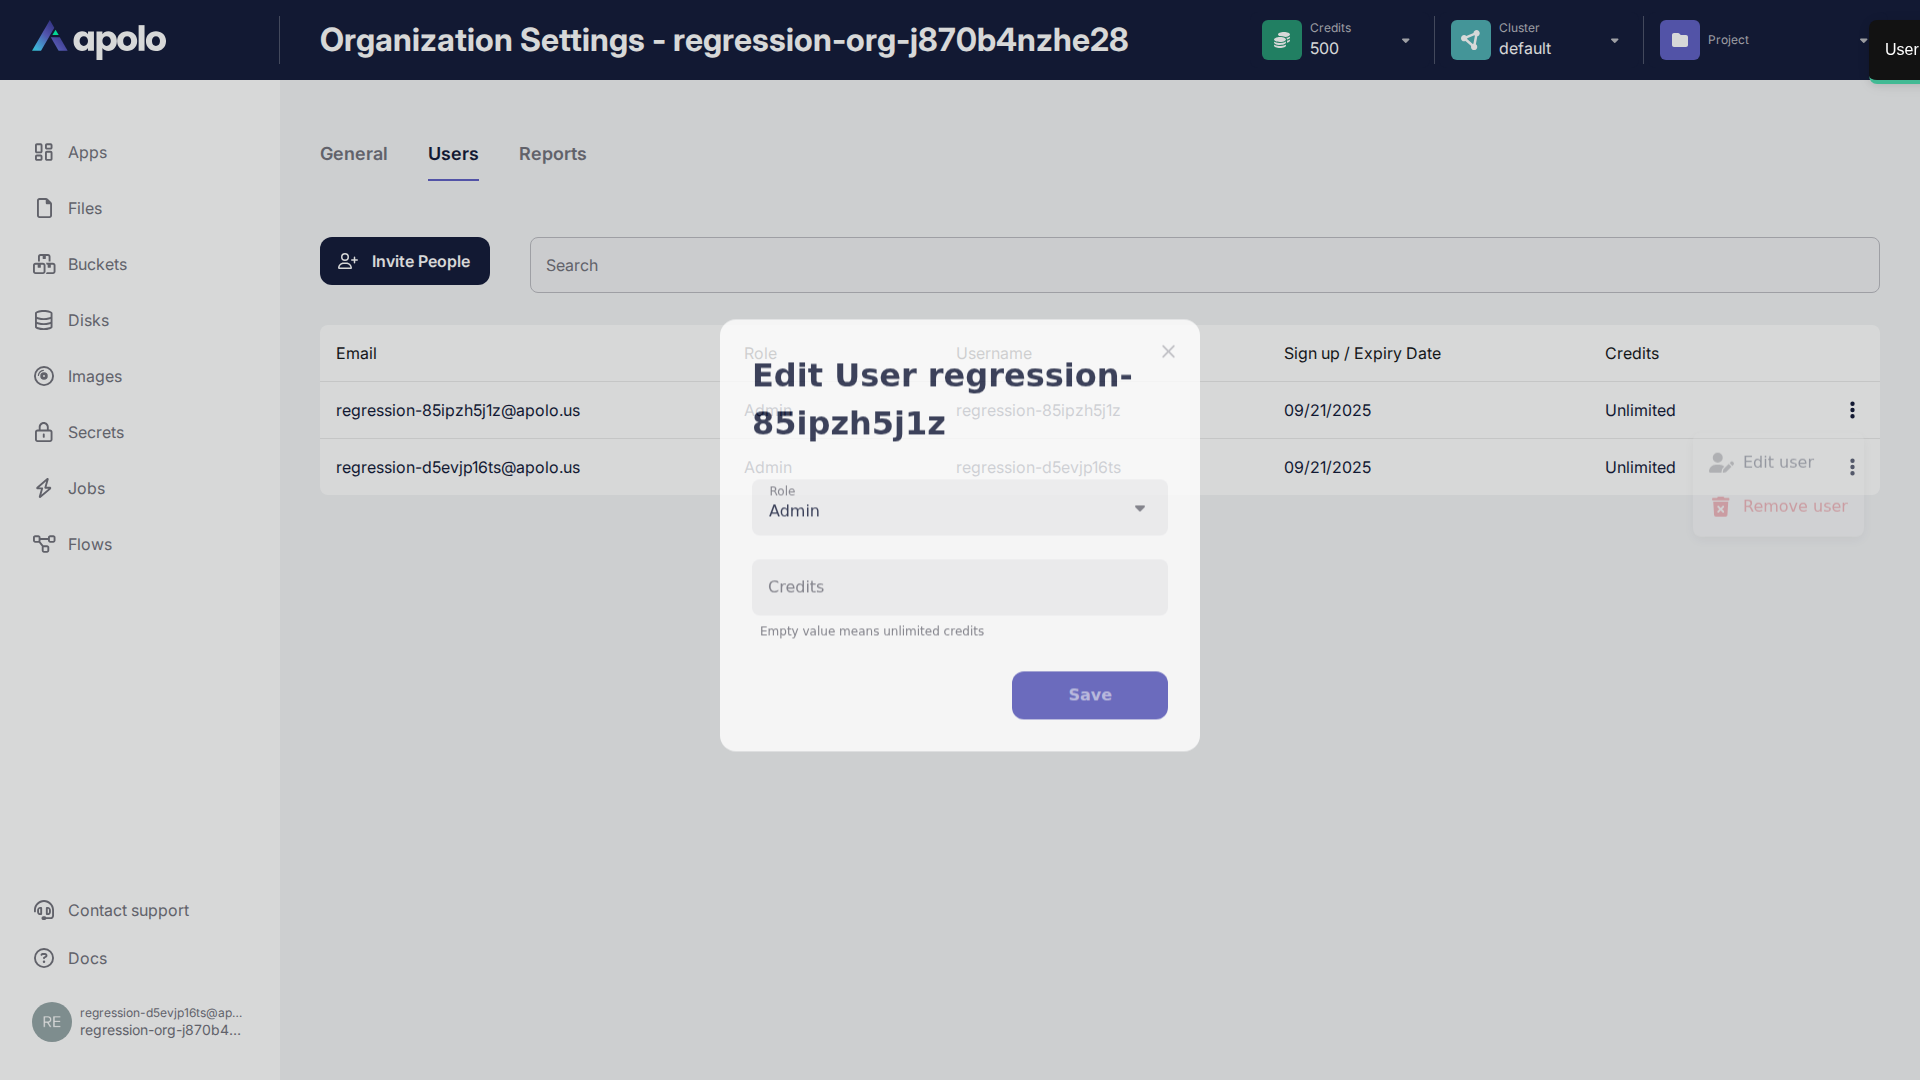 apolo
Organization Settings - regression-org-j870b4nzhe28
Credits
500
Cluster
default
Project
User
Apps
Files
Buckets
Disks
Images
Secrets
Jobs
Flows
General Users Reports
Invite People
Search
Email Role Username Sign up / Expiry Date Credits
regression-85ipzh5j1z@apolo.us Admin regression-85ipzh5j1z 09/21/2025 Unlimited
regression-d5evjp16ts@apolo.us Admin regression-d5evjp16ts 09/21/2025 Unlimited
Edit user
Remove user
Edit User regression-
85ipzh5j1z
Role
Admin
Credits
Empty value means unlimited credits
Save
Contact support
Docs
RE
regression-d5evjp16ts@ap...
regression-org-j870b4...